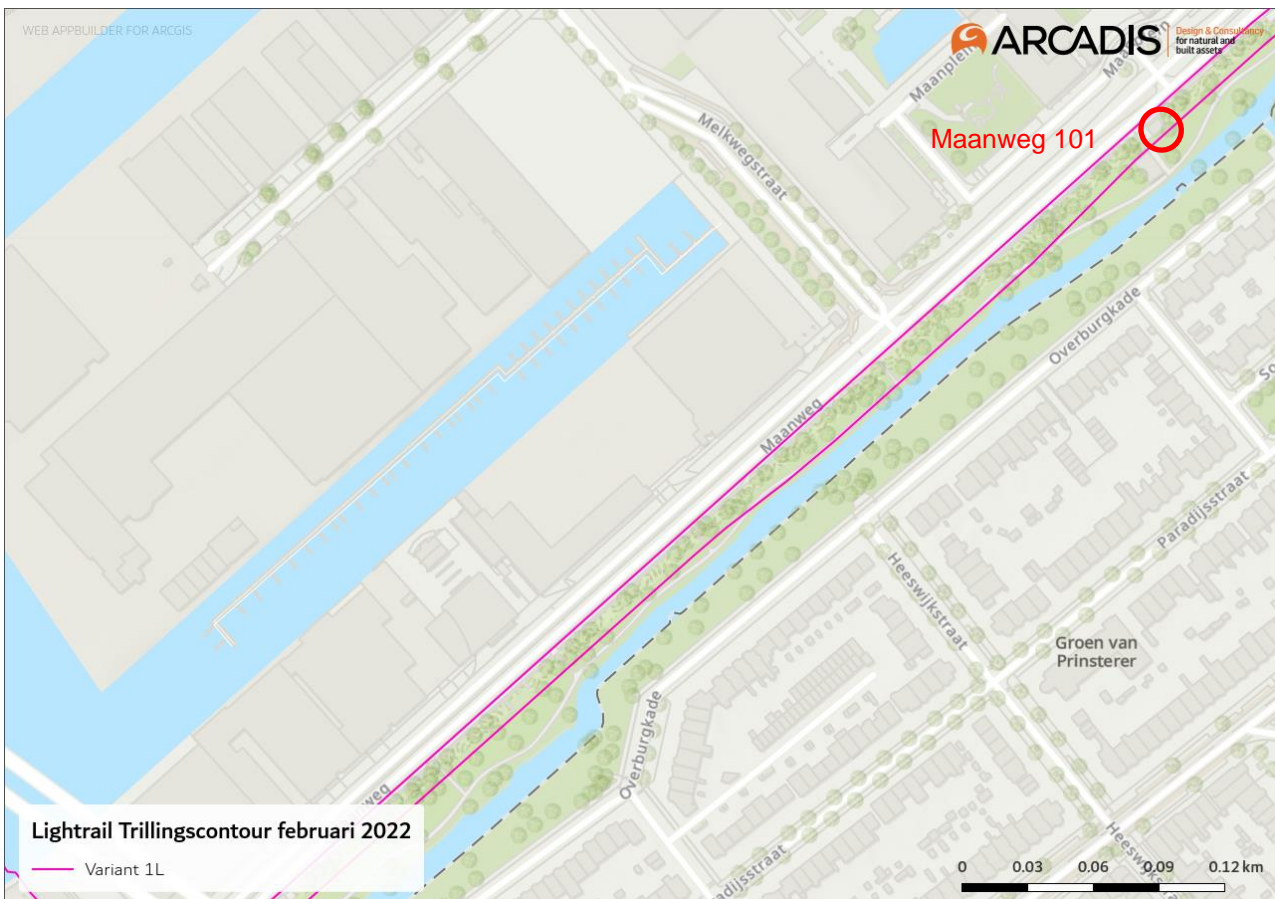 WEB APPBUILDER FOR ARCGIS
ARCADIS
Design & Consultancy
for natural and
built assets
Maanplein
Maanweg 101
Melkwegstraat
Overburgkade
Maanweg
Paradijsstraat
Heeswijkstraat
Groen van
Prinsterer
Overburgkade
weg
Lightrail Trillingscontour februari 2022
Variant 1L
adijsstraat
0 0.03 0.06 0.09 0.12 km